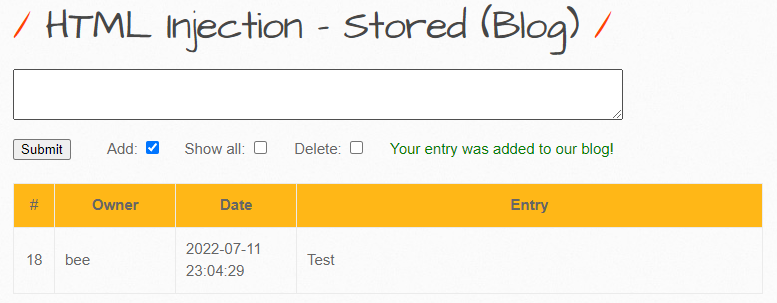 / HTML Injection - Stored (Blog) /
Submit Add: Show all: Delete: Your entry was added to our blog!
# Owner Date Entry
18 bee 2022-07-11 Test
23:04:29